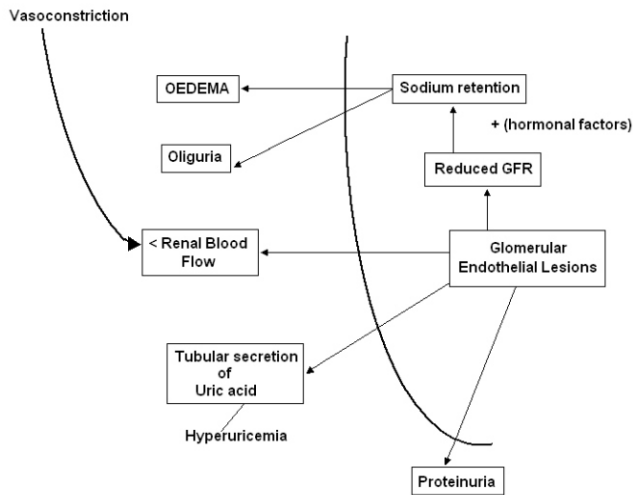 Vasoconstriction
OEDEMA
Sodium retention
+ (hormonal factors)
Oliguria
Reduced GFR
< Renal Blood
Flow
Glomerular
Endothelial Lesions
Tubular secretion
of
Uric acid
Hyperuricemia
Proteinuria